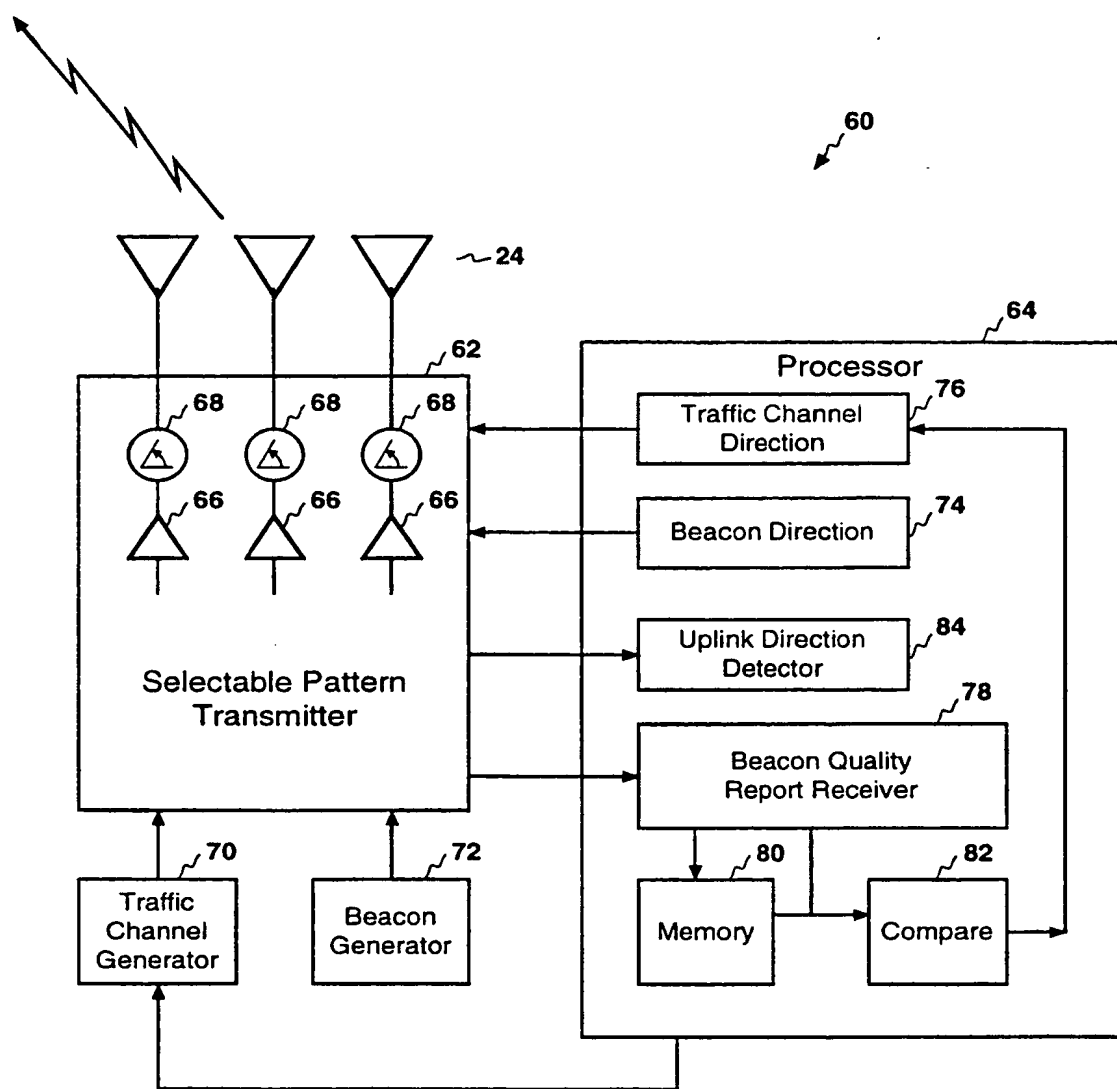 60
24
62
68
68
68
66
66
66
Selectable Pattern
Transmitter
64
Processor
76
Traffic Channel
Direction
74
Beacon Direction
84
Uplink Direction
Detector
78
Beacon Quality
Report Receiver
70
Traffic
Channel
Generator
72
Beacon
Generator
80
Memory
82
Compare